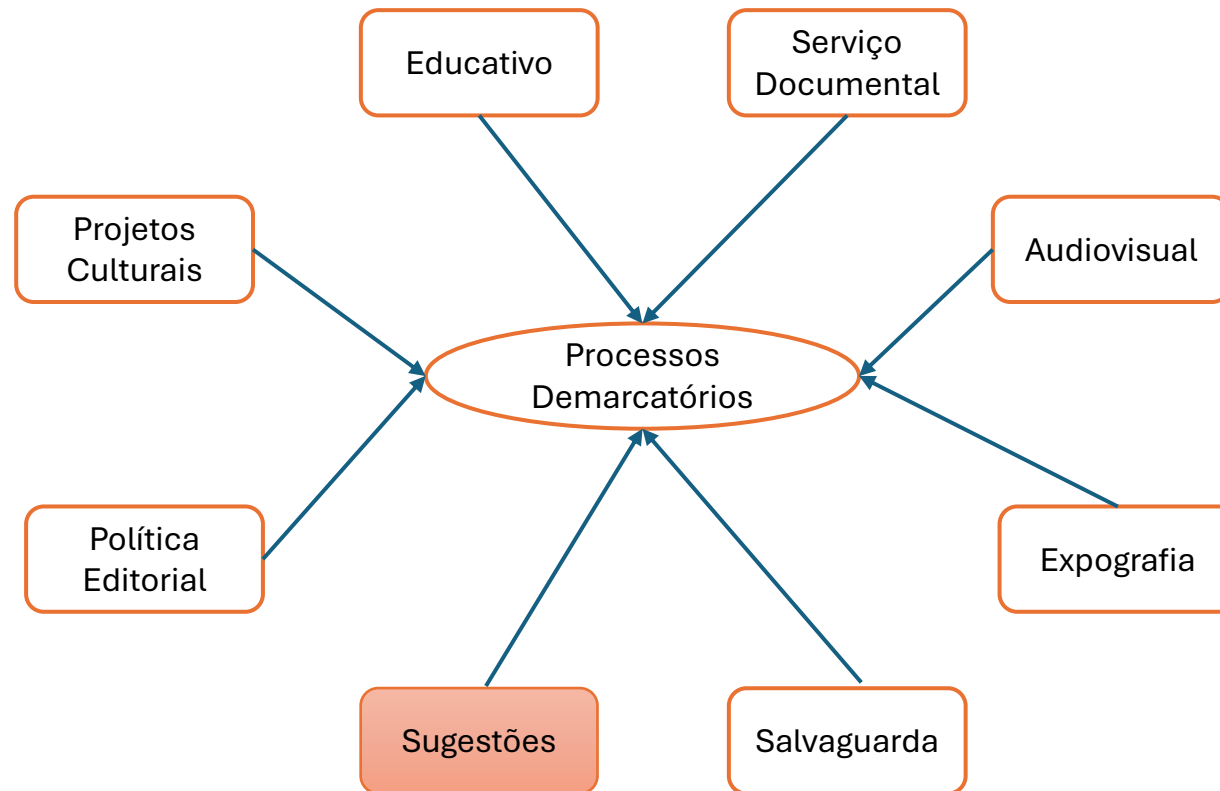 Educativo
Serviço
Documental
Projetos
Culturais
Audiovisual
Processos
Demarcatórios
Política
Editorial
Expografia
Sugestões
Salvaguarda